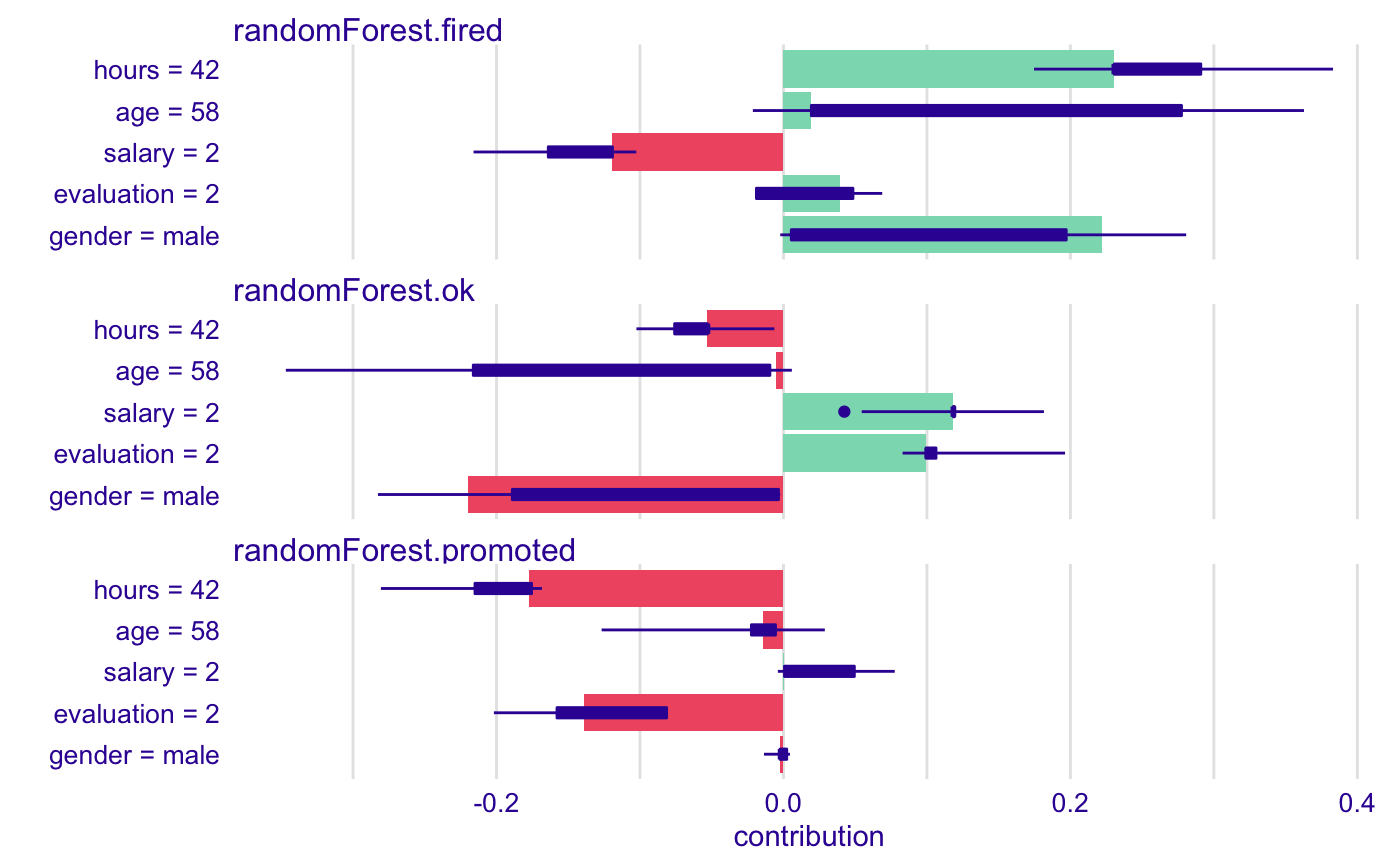 randomForest.fired
hours = 42
age = 58
salary = 2
evaluation = 2
gender = male
randomForest.ok
hours = 42
age = 58
salary = 2
evaluation = 2
gender = male
randomForest.promoted
hours = 42
age = 58
salary = 2
evaluation = 2
gender = male
-0.2 0.0 0.2 0.4
contribution